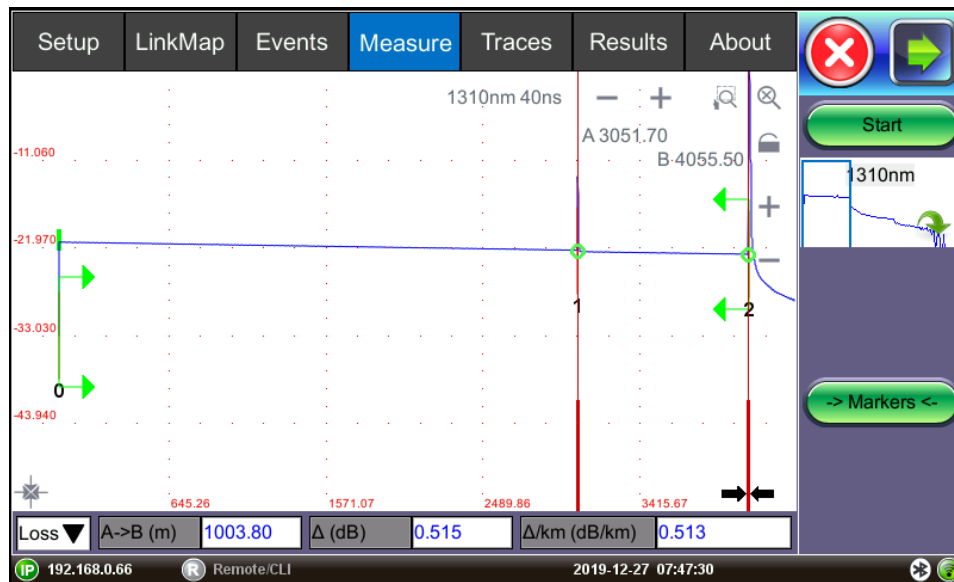 Setup LinkMap Events Measure Traces Results About
1310nm 40ns
Start
A 3051.70
B 4055.50
-11.060
1310nm
-21.970
1
2
-33.030
0
-> Markers <-
-43.940
645.26 1571.07 2489.86 3415.67
Loss A->B (m) 1003.80 Δ (dB) 0.515 Δ/km (dB/km) 0.513
IP 192.168.0.66 R Remote/CLI 2019-12-27 07:47:30